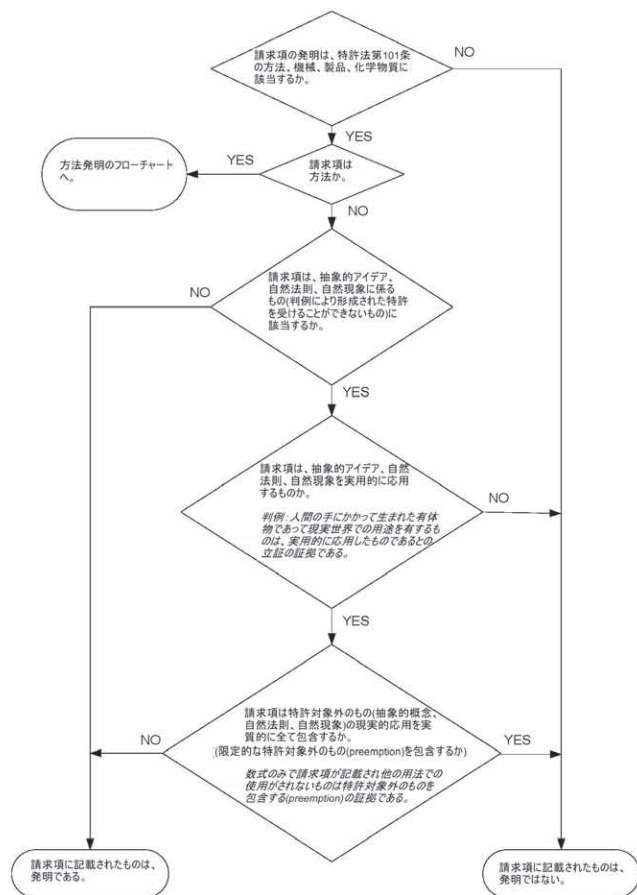 請求項の発明は、特許法第101条
の方法、機械、製品、化学物質に
該当するか。
NO
YES
請求項は
方法か。
YES
方法発明のフローチャート
へ。
NO
請求項は、抽象的アイデア、
自然法則、自然現象に係る
もの(判例により形成された特許
を受けることができないもの)に
該当するか。
NO
YES
請求項は、抽象的アイデア、自然
法則、自然現象を実用的に応用
するものか。
判例：人間の手にかかって生まれた有体
物であって現実世界での用途を有するも
のは、実用的に応用したものであるとの
立証の証拠である。
NO
YES
請求項は特許対象外のもの(抽象的概念、
自然法則、自然現象)の現実的応用を実
質的に全て包含するか。
(限定的な特許対象外のもの(preemption)を包含するか)
数式のみで請求項が記載され他の用法での
使用がされないものは特許対象外のものを
包含する(preemption)の証拠である。
NO
YES
請求項に記載されたものは、
発明である。
請求項に記載されたものは、
発明ではない。